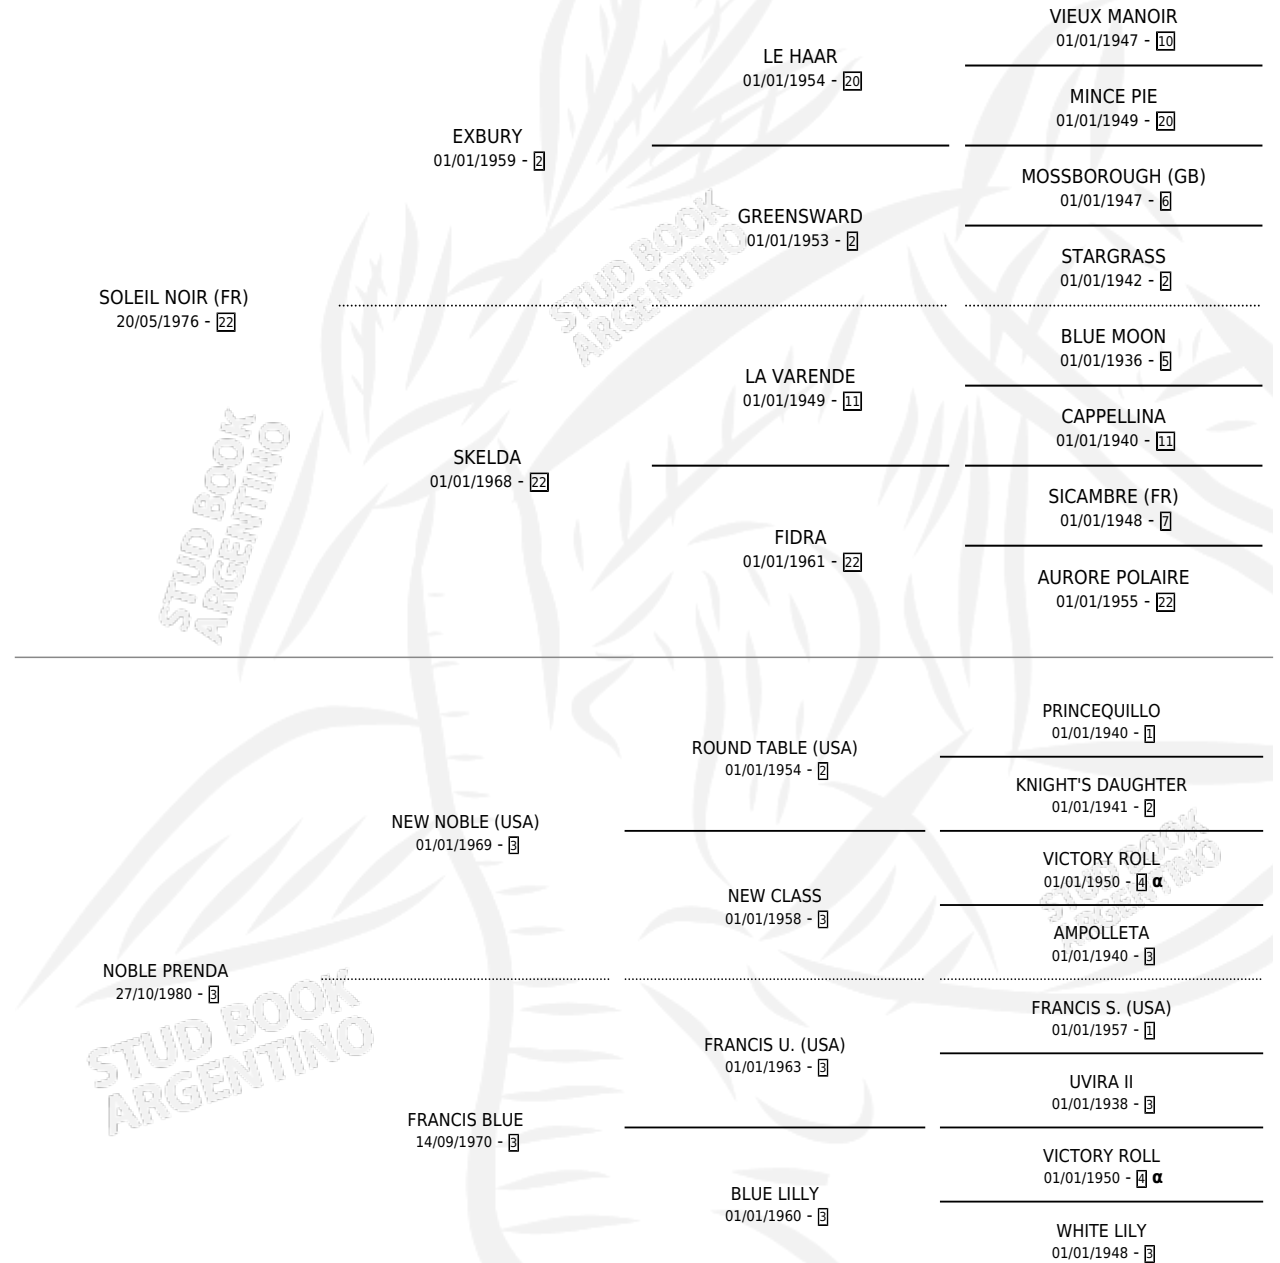 SOLEIL NOIR (FR)
20/05/1976 - 22
EXBURY
01/01/1959 - 2
LE HAAR
01/01/1954 - 20
VIEUX MANOIR
01/01/1947 - 10
MINCE PIE
01/01/1949 - 20
GREENSWARD
01/01/1953 - 2
MOSSBOROUGH (GB)
01/01/1947 - 6
STARGRASS
01/01/1942 - 2
SKELDA
01/01/1968 - 22
LA VARENDE
01/01/1949 - 11
BLUE MOON
01/01/1936 - 5
CAPPELLINA
01/01/1940 - 11
FIDRA
01/01/1961 - 22
SICAMBRE (FR)
01/01/1948 - 7
AURORE POLAIRE
01/01/1955 - 22
NOBLE PRENDA
27/10/1980 - 3
NEW NOBLE (USA)
01/01/1969 - 3
ROUND TABLE (USA)
01/01/1954 - 2
PRINCEQUILLO
01/01/1940 - 1
KNIGHT'S DAUGHTER
01/01/1941 - 2
NEW CLASS
01/01/1958 - 3
VICTORY ROLL
01/01/1950 - 4 α
AMPOLLETA
01/01/1940 - 3
FRANCIS BLUE
14/09/1970 - 3
FRANCIS U. (USA)
01/01/1963 - 3
FRANCIS S. (USA)
01/01/1957 - 1
UVIRA II
01/01/1938 - 3
BLUE LILLY
01/01/1960 - 3
VICTORY ROLL
01/01/1950 - 4 α
WHITE LILY
01/01/1948 - 3
STUD BOOK
ARGENTINO
STUD BOOK
ARGENTINO
STUD BOOK
ARGENTINO
STUD BOOK
ARGENTINO